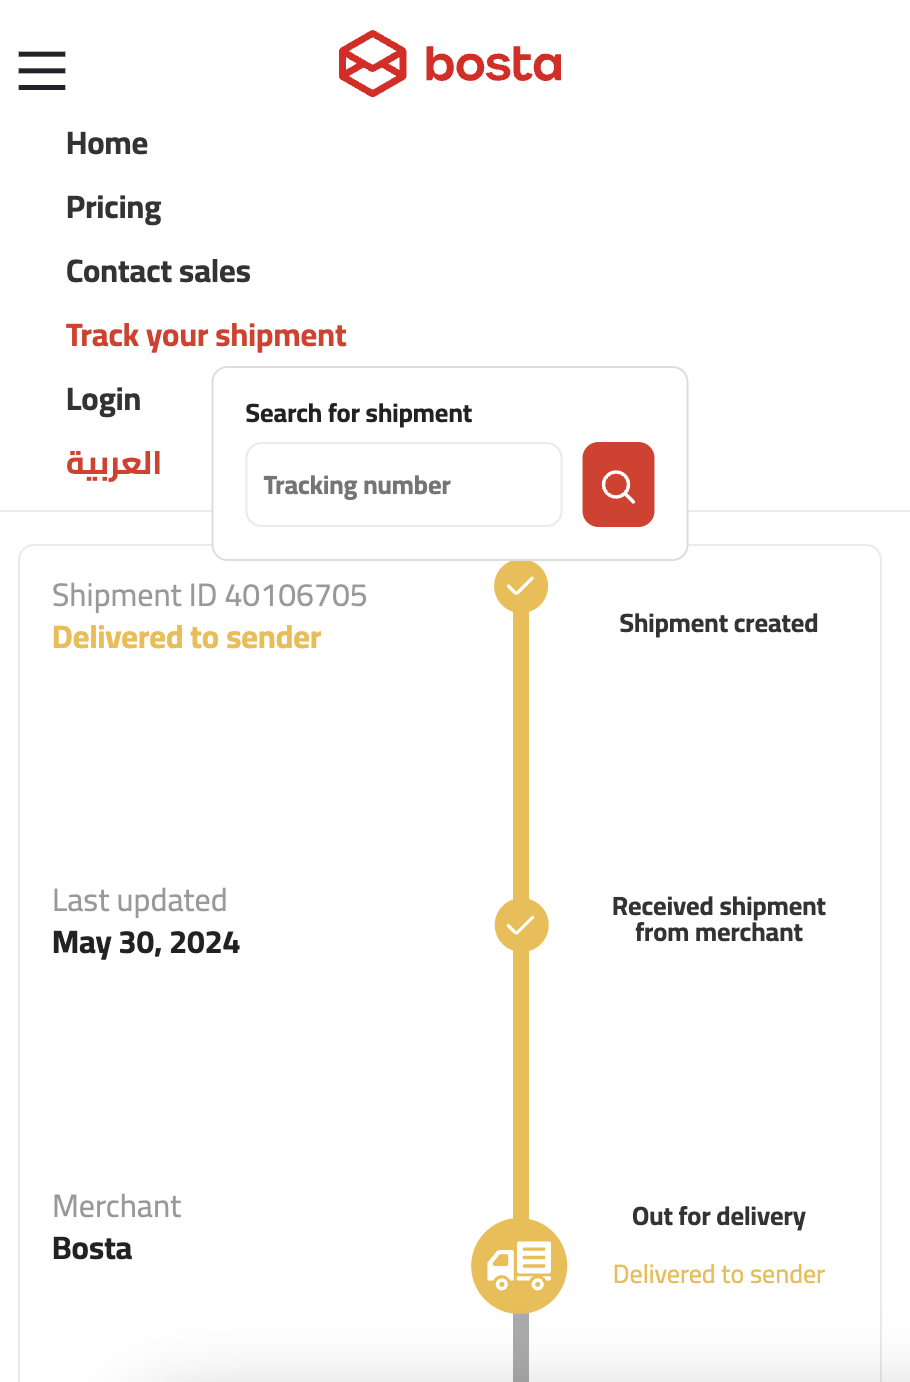 bosta
Home
Pricing
Contact sales
Track your shipment
Login
العربية
Search for shipment
Tracking number
Shipment ID 40106705
Delivered to sender
Shipment created
Last updated
May 30, 2024
Received shipment
from merchant
Merchant
Bosta
Out for delivery
Delivered to sender